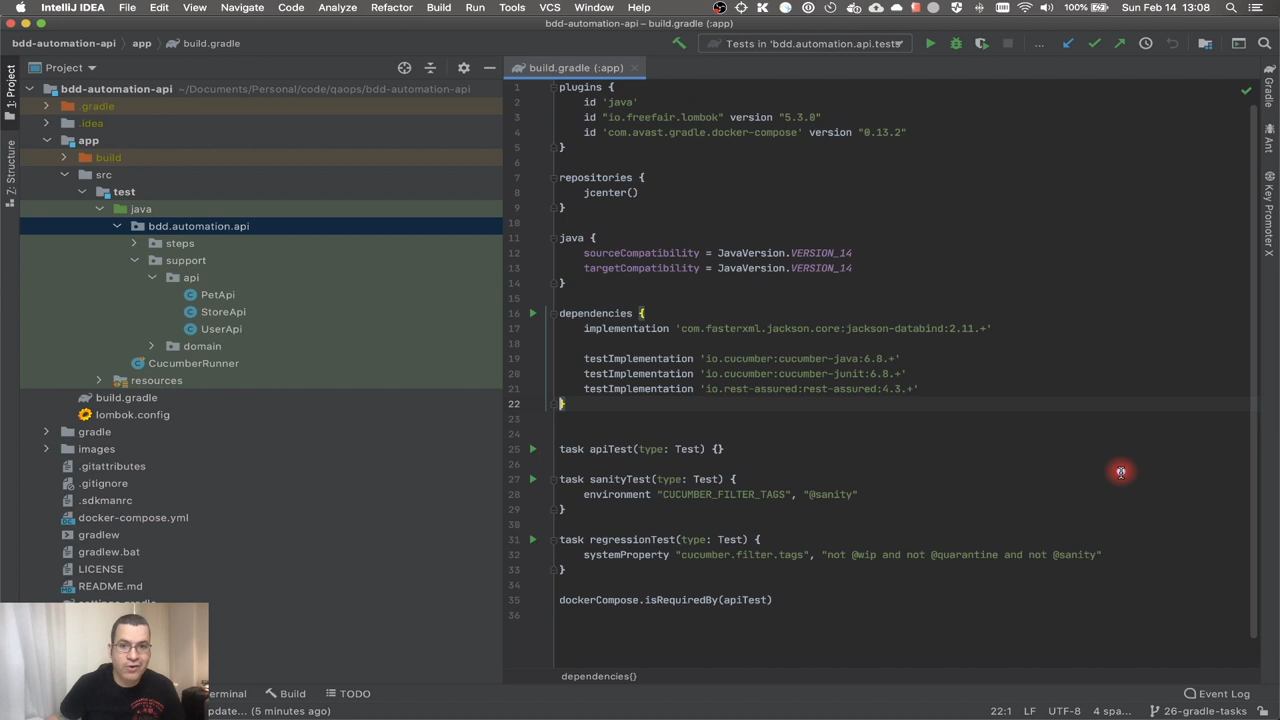 IntelliJ IDEA File Edit View Navigate Code Analyze Refactor Build Run Tools VCS Window Help 100% Sun Feb 14 13:08
bdd-automation-api – build.gradle (:app)
bdd-automation-api app build.gradle Tests in 'bdd.automation.api.test ...
Project
build.gradle (:app)
1: Project
Z: Structure
bdd-automation-api ~/Documents/Personal/code/qaops/bdd-automation-api
.gradle
.idea
app
build
src
test
java
bdd.automation.api
steps
support
api
PetApi
StoreApi
UserApi
domain
CucumberRunner
resources
build.gradle
lombok.config
gradle
images
.gitattributes
.gitignore
.sdkmanrc
docker-compose.yml
gradlew
gradlew.bat
LICENSE
README.md
1 plugins {
2 id 'java'
3 id "io.freefair.lombok" version "5.3.0"
4 id 'com.avast.gradle.docker-compose' version "0.13.2"
5 }
6
7 repositories {
8 jcenter()
9 }
10
11 java {
12 sourceCompatibility = JavaVersion.VERSION_14
13 targetCompatibility = JavaVersion.VERSION_14
14 }
15
16 dependencies {
17 implementation 'com.fasterxml.jackson.core:jackson-databind:2.11.+'
18
19 testImplementation 'io.cucumber:cucumber-java:6.8.+'
20 testImplementation 'io.cucumber:cucumber-junit:6.8.+'
21 testImplementation 'io.rest-assured:rest-assured:4.3.+'
22 }
23
24
25 task apiTest(type: Test) {}
26
27 task sanityTest(type: Test) {
28 environment "CUCUMBER_FILTER_TAGS", "@sanity"
29 }
30
31 task regressionTest(type: Test) {
32 systemProperty "cucumber.filter.tags", "not @wip and not @quarantine and not @sanity"
33 }
34
35 dockerCompose.isRequiredBy(apiTest)
36
Gradle
Ant
Key Promoter X
dependencies{}
erminal Build TODO Event Log
pdate... (5 minutes ago) 22:1 LF UTF-8 4 spa... 26-gradle-tasks